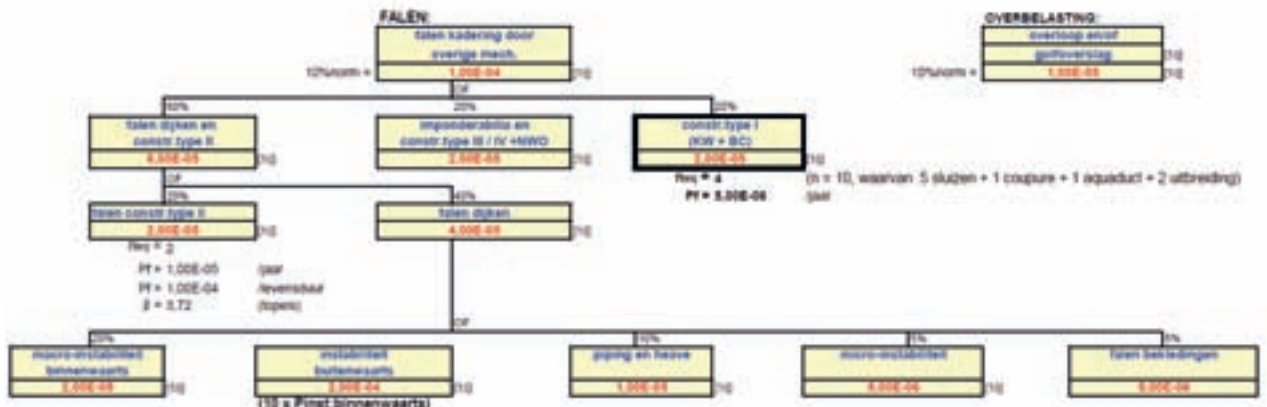 FALEN:
falen kadering door
overige mech.
10%norm =
1,00E-04
[1/j]
OVERBELASTING:
overloop en/of
golfoverslag
[1/j]
10%norm =
1,00E-05
[1/j]
OF
20%
20%
falen dijken en
constr.type II
[1/j]
imponderabilia en
constr.type III / IV +NWO
2,00E-05
[1/j]
constr.type I
(KW + BC)
2,00E-05
[1/j]
= 4
(n = 10, waarvan 5 sluizen + 1 coupure + 1 aquaduct + 2 uitbreiding)
Pf = 5,00E-06
/jaar
OF
20%
40%
falen constr.type II
2,00E-05
[1/j]
falen dijken
4,00E-05
[1/j]
= 2
Pf = 1,00E-05
/jaar
Pf = 1,00E-04
/levensduur
β = 3,72
OF
20%
10%
5%
5%
macro-instabiliteit
binnenwaarts
2,00E-05
[1/j]
instabiliteit
buitenwaarts
2,00E-04
[1/j]
(10 x Pinst binnenwaarts)
piping en heave
1,00E-05
[1/j]
micro-instabiliteit
5,00E-06
[1/j]
falen bekledingen
5,00E-06
[1/j]